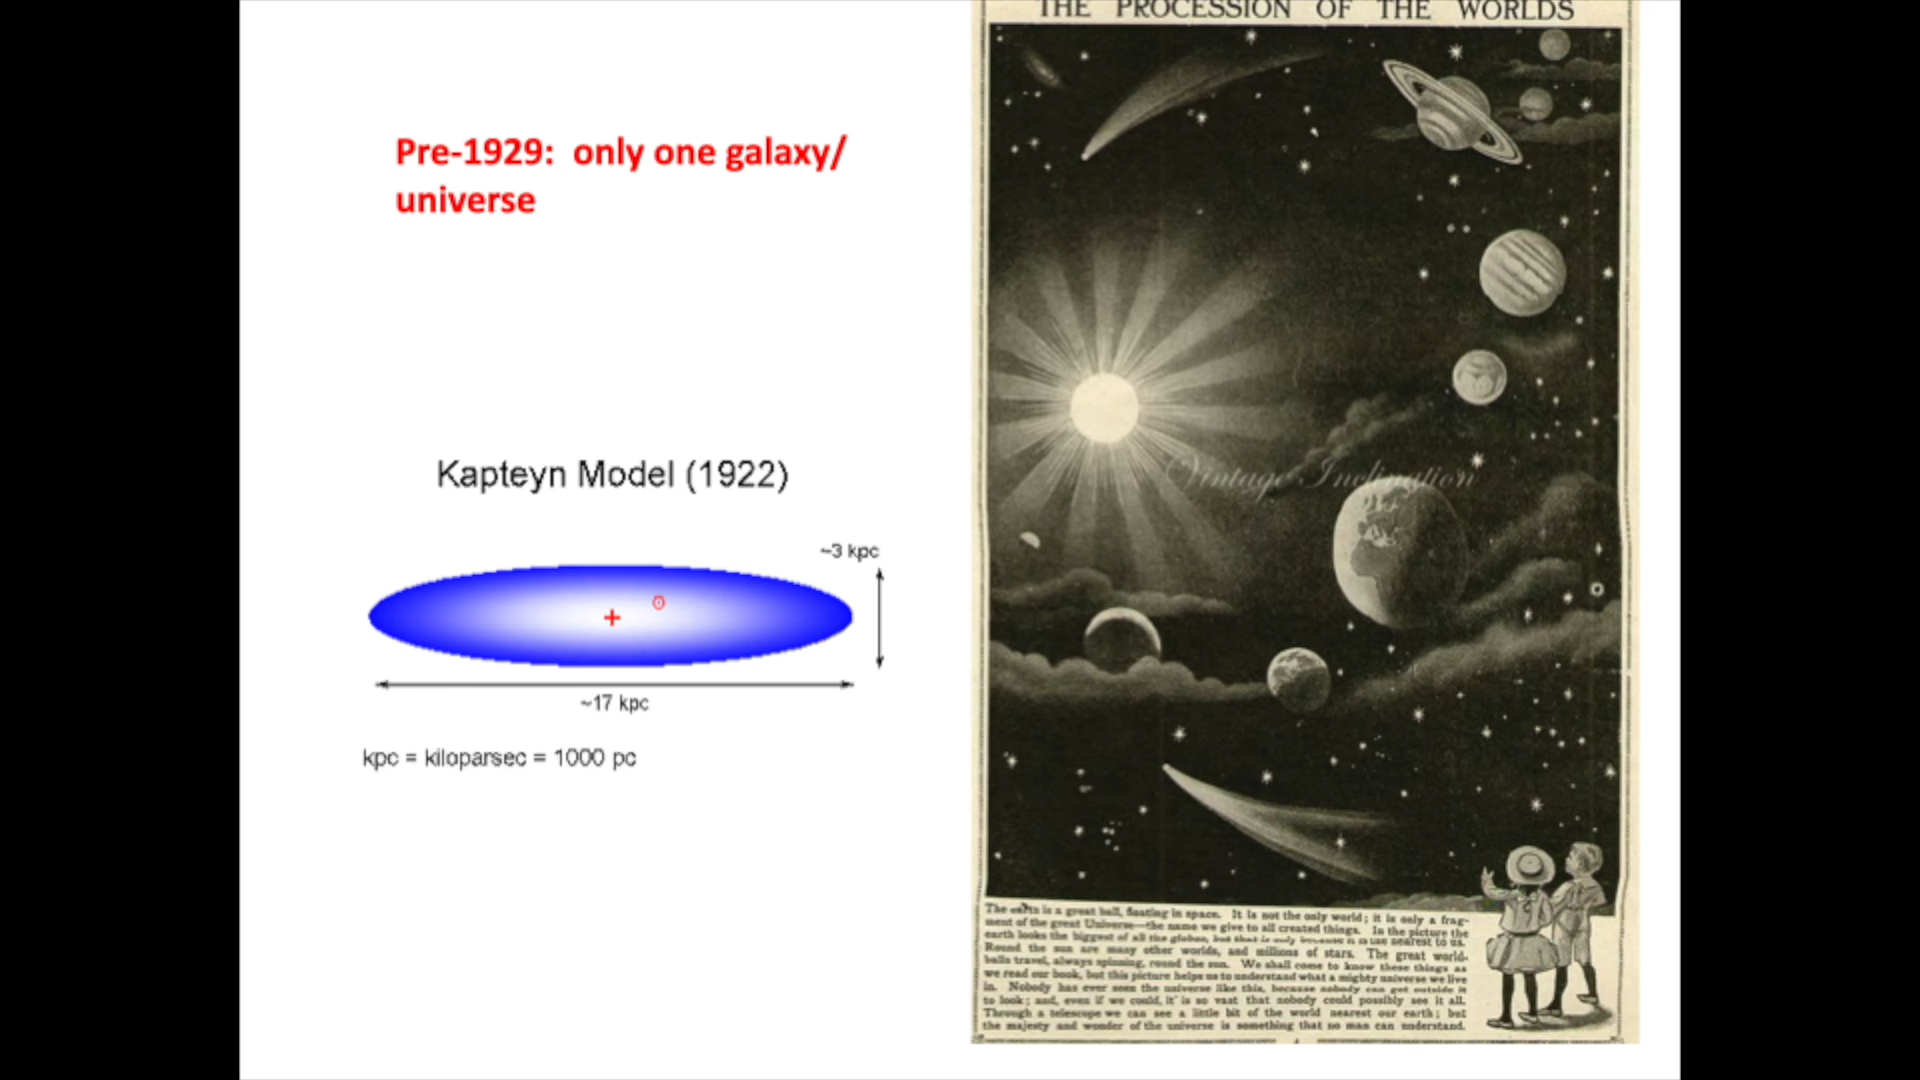 Pre-1929: only one galaxy/
universe
Kapteyn Model (1922)
~3 kpc
~17 kpc
kpc = kiloparsec = 1000 pc
THE PROCESSION OF THE WORLDS
Vintage Inclination
The earth is a great ball, floating in space. It is not the only world; it is only a frag-
ment of the great Universe—the name we give to all created things. In the picture the
earth looks the biggest of all the globes, but that is only because it is the nearest to us.
Round the sun are many other worlds, and millions of stars. The great world-
balls travel, always spinning, round the sun. We shall come to know these things as
we read our book, but this picture helps us to understand what a mighty universe we live
in. Nobody has ever seen the universe like this, because nobody can get outside it
to look; and, even if we could, it is so vast that nobody could possibly see it all.
Through a telescope we can see a little bit of the world nearest our earth; but
the majesty and wonder of the universe is something that no man can understand.